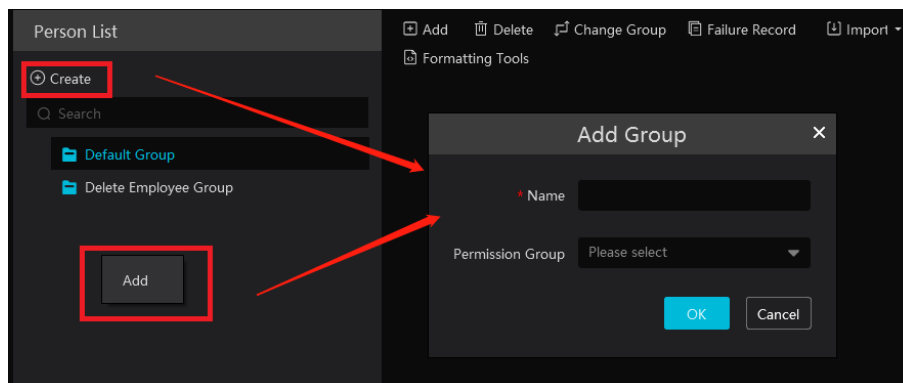 Person List
Create
Search
Default Group
Delete Employee Group
Add
Add Delete Change Group Failure Record Import
Formatting Tools
Add Group
* Name
Permission Group Please select
OK Cancel